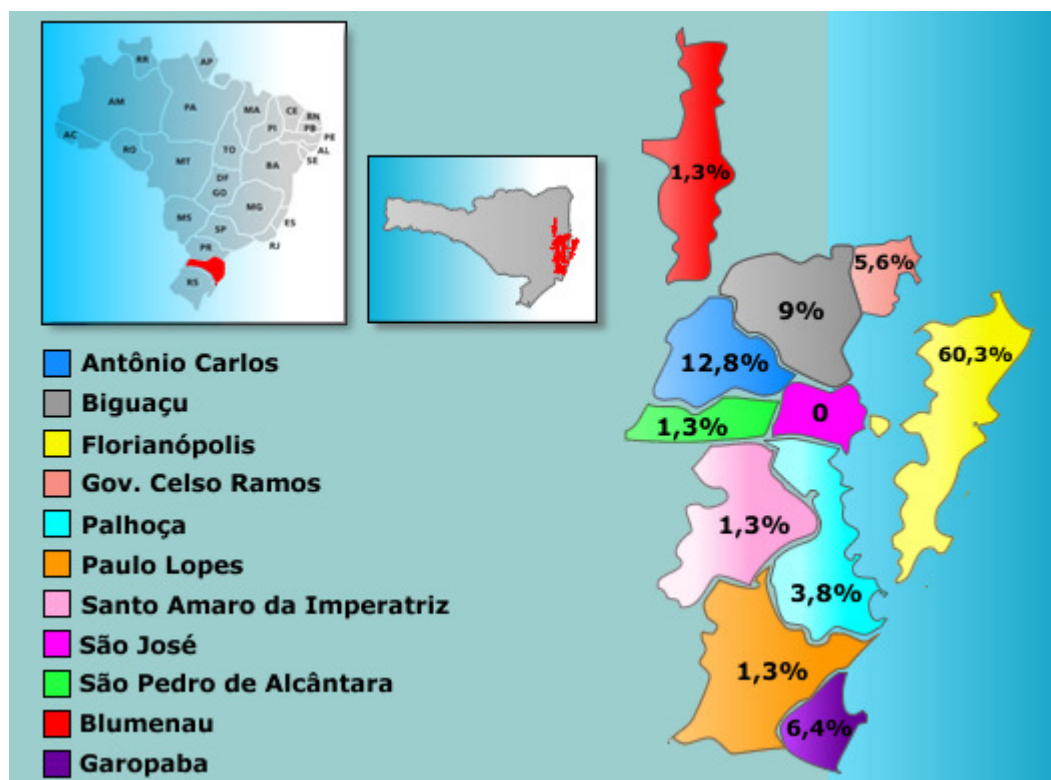 RR
AP
AM
PA
MA
CE
RN
PB
PE
PI
AL
SE
AC
RO
TO
MT
BA
DF
GO
MG
MS
ES
SP
RJ
PR
RS
1,3%
5,6%
9%
60,3%
12,8%
0
1,3%
1,3%
3,8%
1,3%
6,4%
Antônio Carlos
Biguaçu
Florianópolis
Gov. Celso Ramos
Palhoça
Paulo Lopes
Santo Amaro da Imperatriz
São José
São Pedro de Alcântara
Blumenau
Garopaba